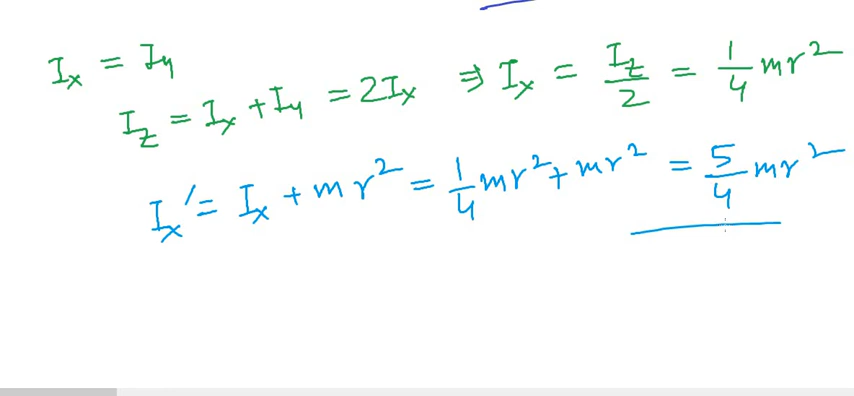 Ix = Iy
Iz = Ix + Iy = 2Ix ⇒ Ix = Iz/2 = 1/4 mr²
Ix' = Ix + mr² = 1/4 mr² + mr² = 5/4 mr²